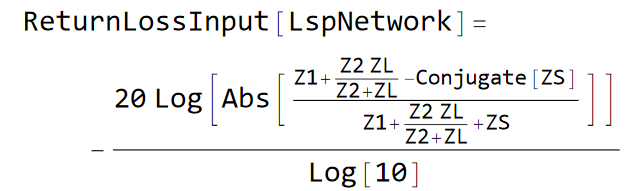 ReturnLossInput[LspNetwork]=
-(20 Log[Abs[(Z1+(Z2 ZL)/(Z2+ZL)-Conjugate[ZS])/(Z1+(Z2 ZL)/(Z2+ZL)+ZS)]])/Log[10]